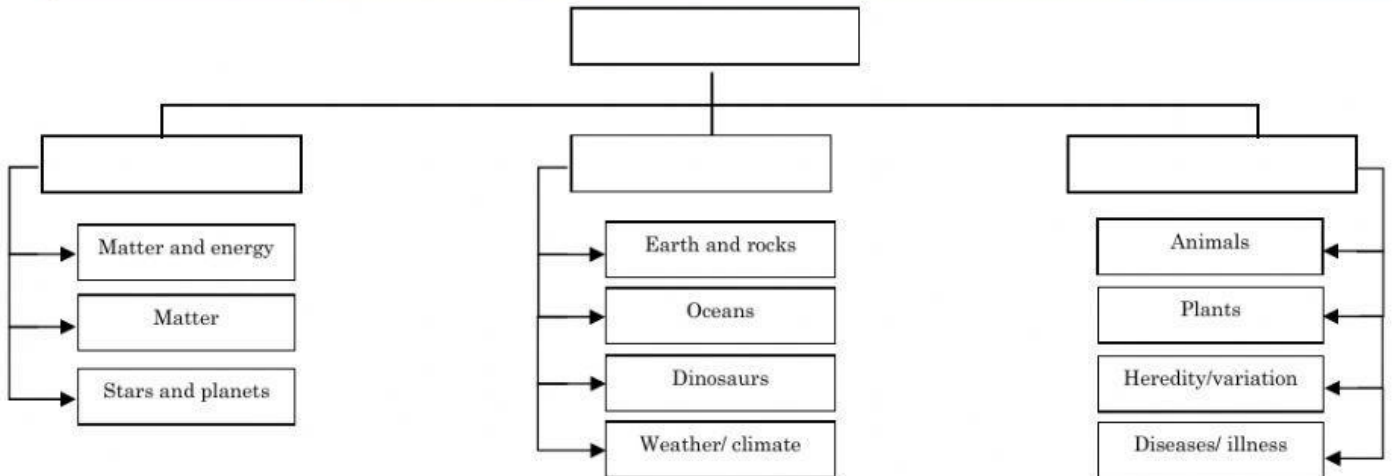 Matter and energy
Matter
Stars and planets
Earth and rocks
Oceans
Dinosaurs
Weather/ climate
Animals
Plants
Heredity/variation
Diseases/ illness